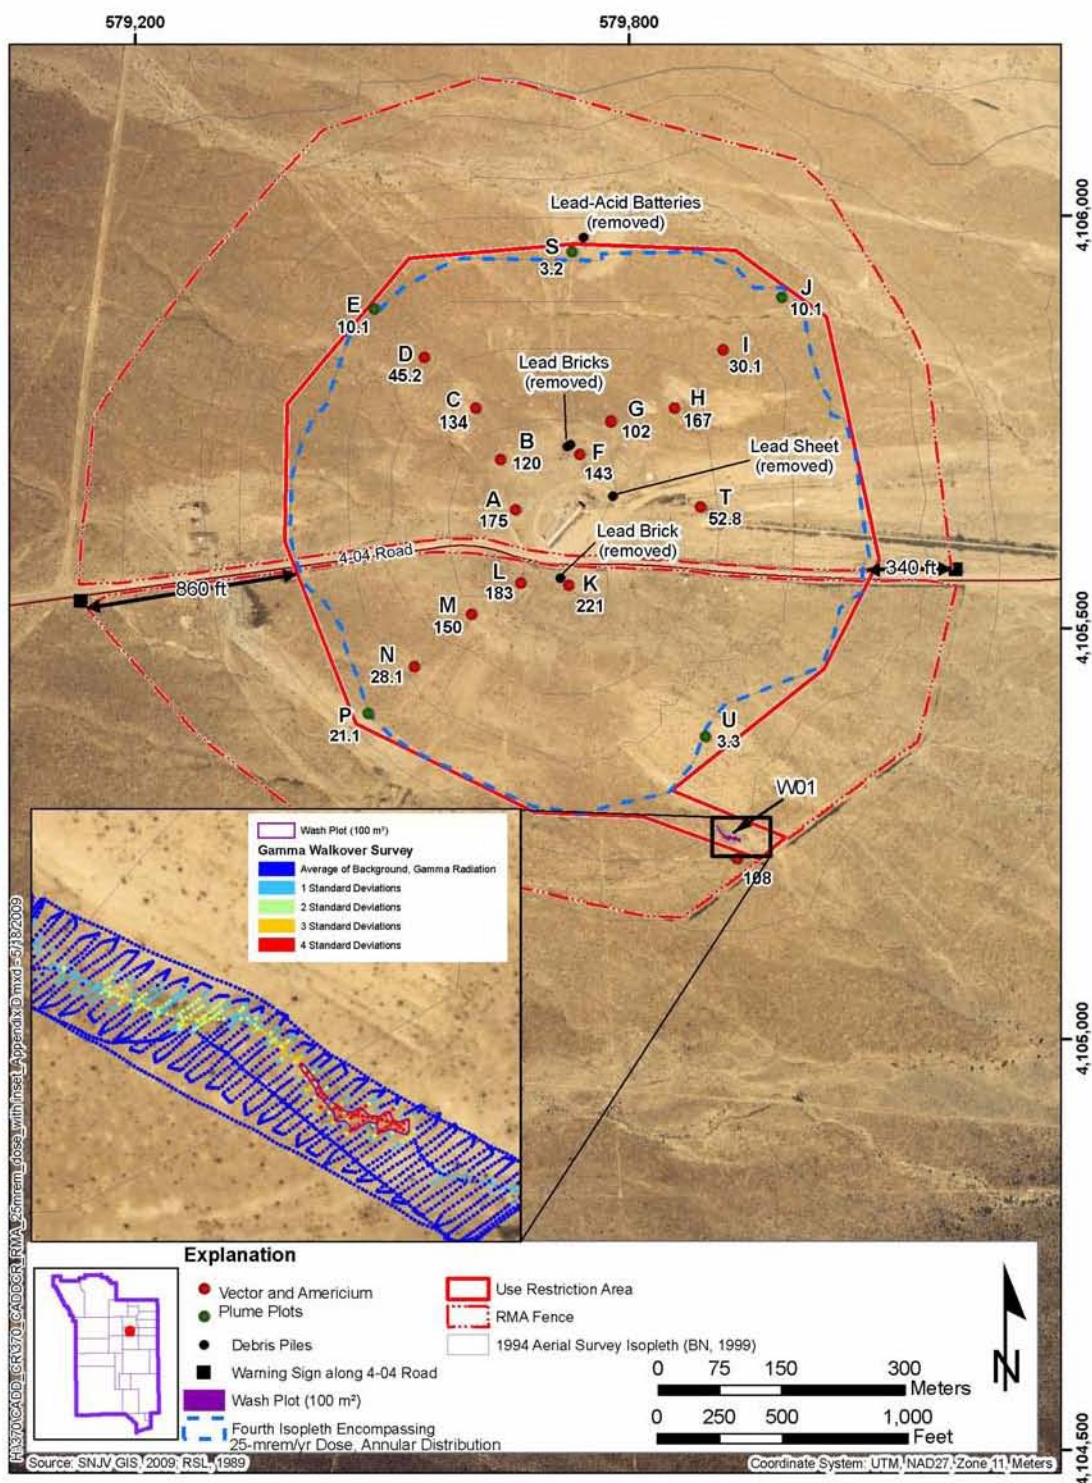 579,200
579,800
Lead-Acid Batteries
(removed)
S
3.2
4,106,000
E
10.1
J
10.1
D
45.2
I
30.1
Lead Bricks
(removed)
C
134
G
102
H
167
B
120
F
143
Lead Sheet
(removed)
A
175
T
52.8
Lead Brick
(removed)
4-04 Road
860 ft
340 ft
L
183
K
221
M
150
4,105,500
N
28.1
P
21.1
U
3.3
W01
108
Wash Plot (100 m²)
Gamma Walkover Survey
Average of Background, Gamma Radiation
1 Standard Deviations
2 Standard Deviations
3 Standard Deviations
4 Standard Deviations
4,105,000
H:\370\CADD_CR\370_CADDCR_RMA_25mrem_dose_with_inset_AppendixD.mxd - 5/18/2009
Explanation
Vector and Americium
Plume Plots
Debris Piles
Warning Sign along 4-04 Road
Wash Plot (100 m²)
Fourth Isopleth Encompassing
25-mrem/yr Dose, Annular Distribution
Use Restriction Area
RMA Fence
1994 Aerial Survey Isopleth (BN, 1999)
0 75 150 300
Meters
0 250 500 1,000
Feet
N
4,104,500
Source: SNJV GIS, 2009; RSL, 1989
Coordinate System: UTM, NAD27, Zone 11, Meters